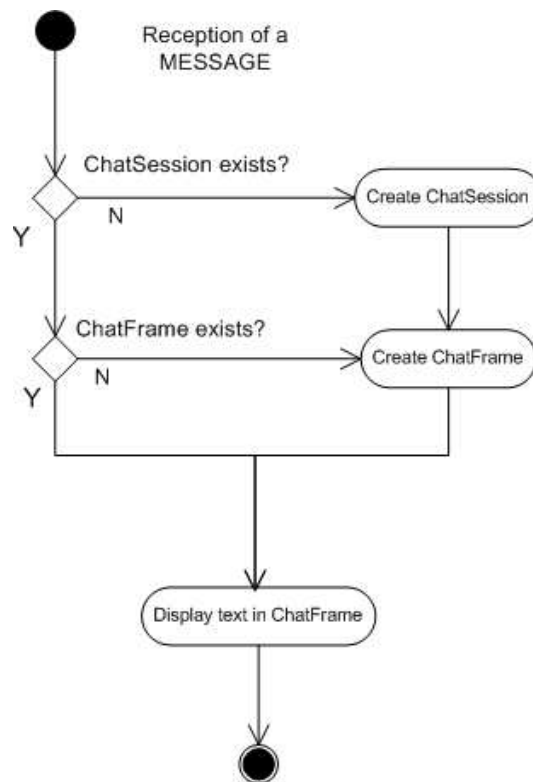 Reception of a
MESSAGE
ChatSession exists?
Create ChatSession
N
Y
ChatFrame exists?
Create ChatFrame
N
Y
Display text in ChatFrame